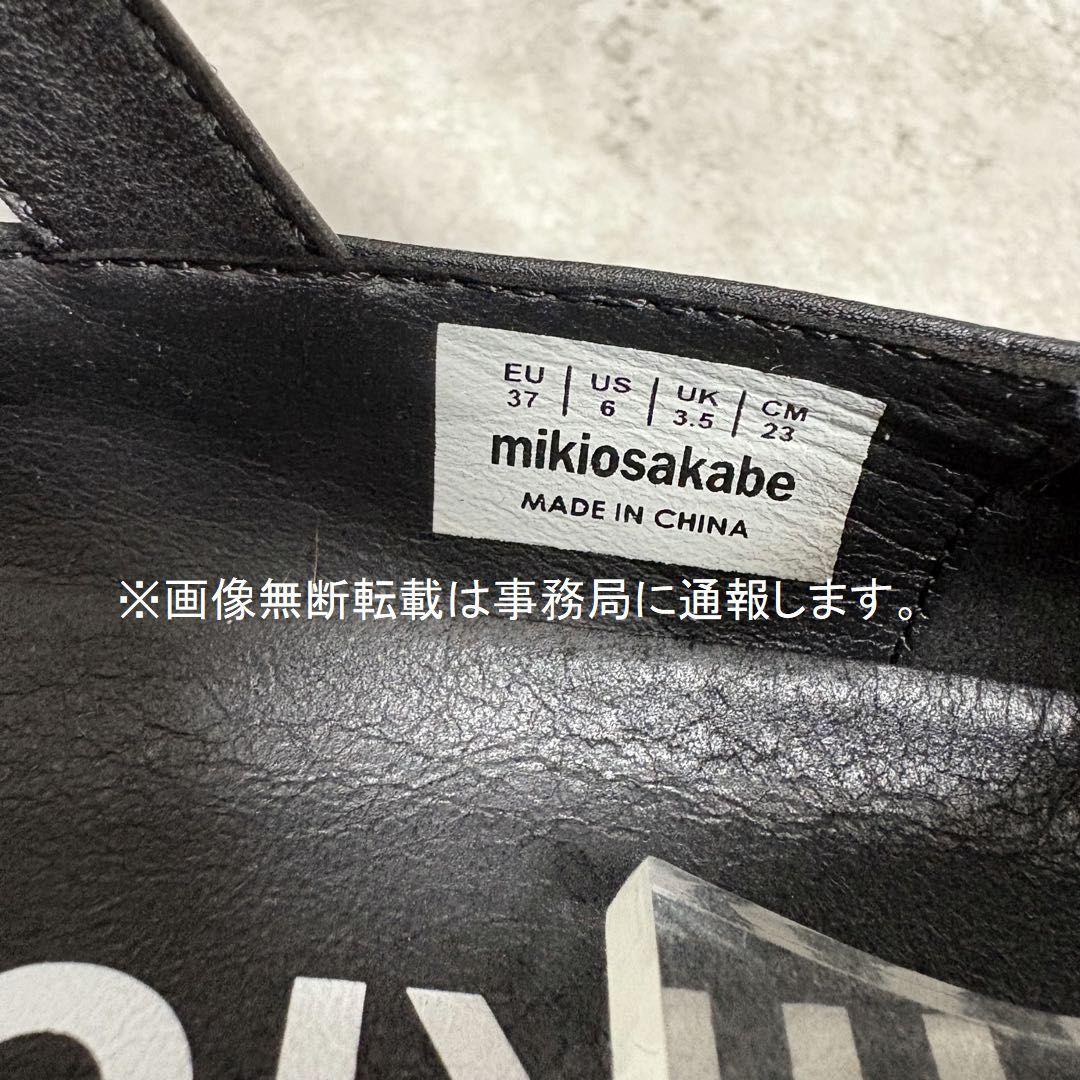 EU | US | UK | CM
37 | 6 | 3.5 | 23
mikiosakabe
MADE IN CHINA
※画像無断転載は事務局に通報します。